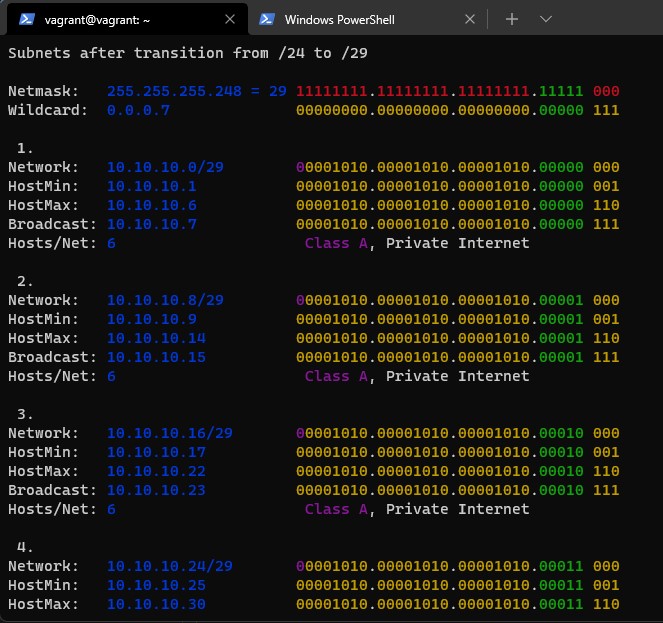 vagrant@vagrant: ~ Windows PowerShell
Subnets after transition from /24 to /29
Netmask: 255.255.255.248 = 29 11111111.11111111.11111111.11111 000
Wildcard: 0.0.0.7 00000000.00000000.00000000.00000 111
1.
Network: 10.10.10.0/29 00001010.00001010.00001010.00000 000
HostMin: 10.10.10.1 00001010.00001010.00001010.00000 001
HostMax: 10.10.10.6 00001010.00001010.00001010.00000 110
Broadcast: 10.10.10.7 00001010.00001010.00001010.00000 111
Hosts/Net: 6 Class A, Private Internet
2.
Network: 10.10.10.8/29 00001010.00001010.00001010.00001 000
HostMin: 10.10.10.9 00001010.00001010.00001010.00001 001
HostMax: 10.10.10.14 00001010.00001010.00001010.00001 110
Broadcast: 10.10.10.15 00001010.00001010.00001010.00001 111
Hosts/Net: 6 Class A, Private Internet
3.
Network: 10.10.10.16/29 00001010.00001010.00001010.00010 000
HostMin: 10.10.10.17 00001010.00001010.00001010.00010 001
HostMax: 10.10.10.22 00001010.00001010.00001010.00010 110
Broadcast: 10.10.10.23 00001010.00001010.00001010.00010 111
Hosts/Net: 6 Class A, Private Internet
4.
Network: 10.10.10.24/29 00001010.00001010.00001010.00011 000
HostMin: 10.10.10.25 00001010.00001010.00001010.00011 001
HostMax: 10.10.10.30 00001010.00001010.00001010.00011 110